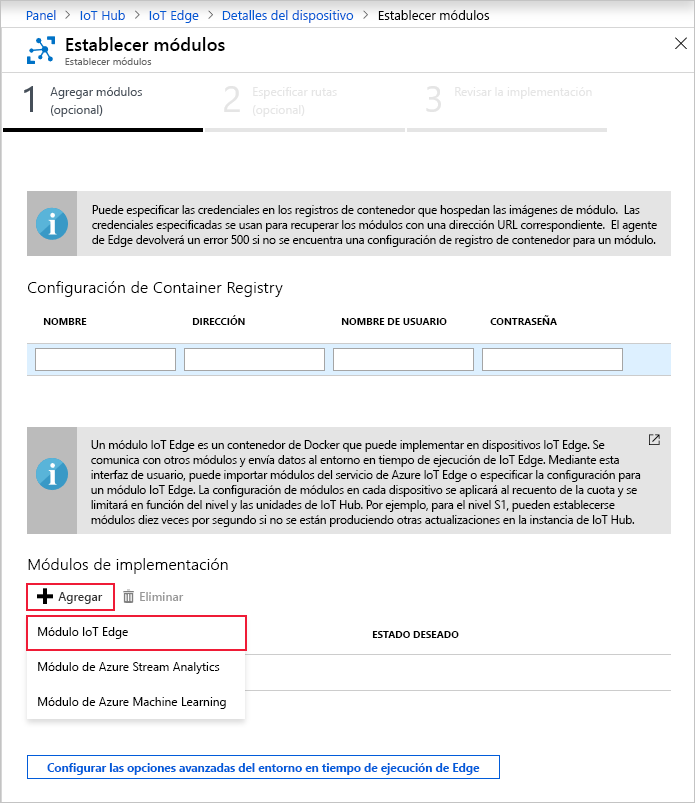 Panel > IoT Hub > IoT Edge > Detalles del dispositivo > Establecer módulos
Establecer módulos
Establecer módulos
1 Agregar módulos (opcional)
2 Especificar rutas (opcional)
3 Revisar la implementación
Puede especificar las credenciales en los registros de contenedor que hospedan las imágenes de módulo. Las
credenciales especificadas se usan para recuperar los módulos con una dirección URL correspondiente. El agente
de Edge devolverá un error 500 si no se encuentra una configuración de registro de contenedor para un módulo.
Configuración de Container Registry
NOMBRE DIRECCIÓN NOMBRE DE USUARIO CONTRASEÑA
Un módulo IoT Edge es un contenedor de Docker que puede implementar en dispositivos IoT Edge. Se
comunica con otros módulos y envía datos al entorno en tiempo de ejecución de IoT Edge. Mediante esta
interfaz de usuario, puede importar módulos del servicio de Azure IoT Edge o especificar la configuración para
un módulo IoT Edge. La configuración de módulos en cada dispositivo se aplicará al recuento de la cuota y se
limitará en función del nivel y las unidades de IoT Hub. Por ejemplo, para el nivel S1, pueden establecerse
módulos diez veces por segundo si no se están produciendo otras actualizaciones en la instancia de IoT Hub.
Módulos de implementación
Agregar Eliminar
Módulo IoT Edge
ESTADO DESEADO
Módulo de Azure Stream Analytics
Módulo de Azure Machine Learning
Configurar las opciones avanzadas del entorno en tiempo de ejecución de Edge